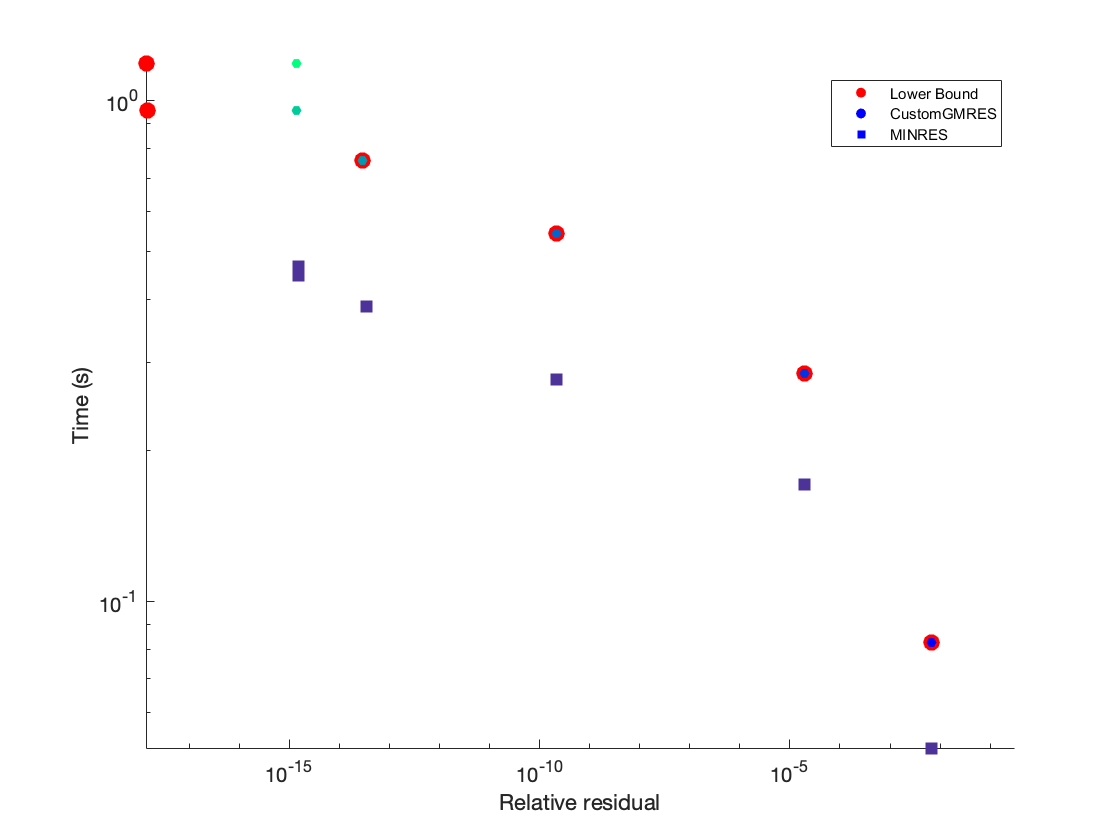 Lower Bound
CustomGMRES
MINRES
10^0
10^-1
Time (s)
10^-15
10^-10
10^-5
Relative residual